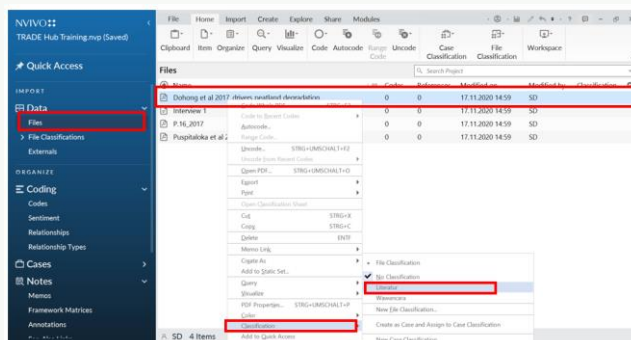 File Home Import Create Explore Share Modules
NVIVO
TRADE Hub Training.nvp (Saved)
Clipboard Item Organize Query Visualize Code Autocode Range Code Uncode Case Classification File Classification Workspace
Quick Access
Files
Search Project
IMPORT
Name Codes References Modified on Modified by Classification
Data
Dohong et al 2017 drivers peatland degradation 0 0 17.11.2020 14:59 SD
Files
Interview 1 0 0 17.11.2020 14:59 SD
File Classifications
P.16_2017 0 0 17.11.2020 14:59 SD
Externals
Puspitaloka et al 0 0 17.11.2020 14:59 SD
ORGANIZE
Coding
Codes
Sentiment
Relationships
Relationship Types
Cases
Notes
Memos
Framework Matrices
Annotations
Code to Recent Codes
Autocode...
Range Code...
Uncode... STRG+UMSCHALT+F2
Uncode from Recent Codes
Open PDF... STRG+UMSCHALT+O
Export
Print
Open Classification Sheet
Cut STRG+X
Copy STRG+C
Delete ENTF
Memo Link
Create As
Add to Static Set...
Query
Visualize
PDF Properties... STRG+UMSCHALT+P
Color
Classification
Add to Quick Access
File Classification
No Classification
Literatur
Wawancara
New File Classification...
Create as Case and Assign to Case Classification
New Case Classification...
SD 4 Items